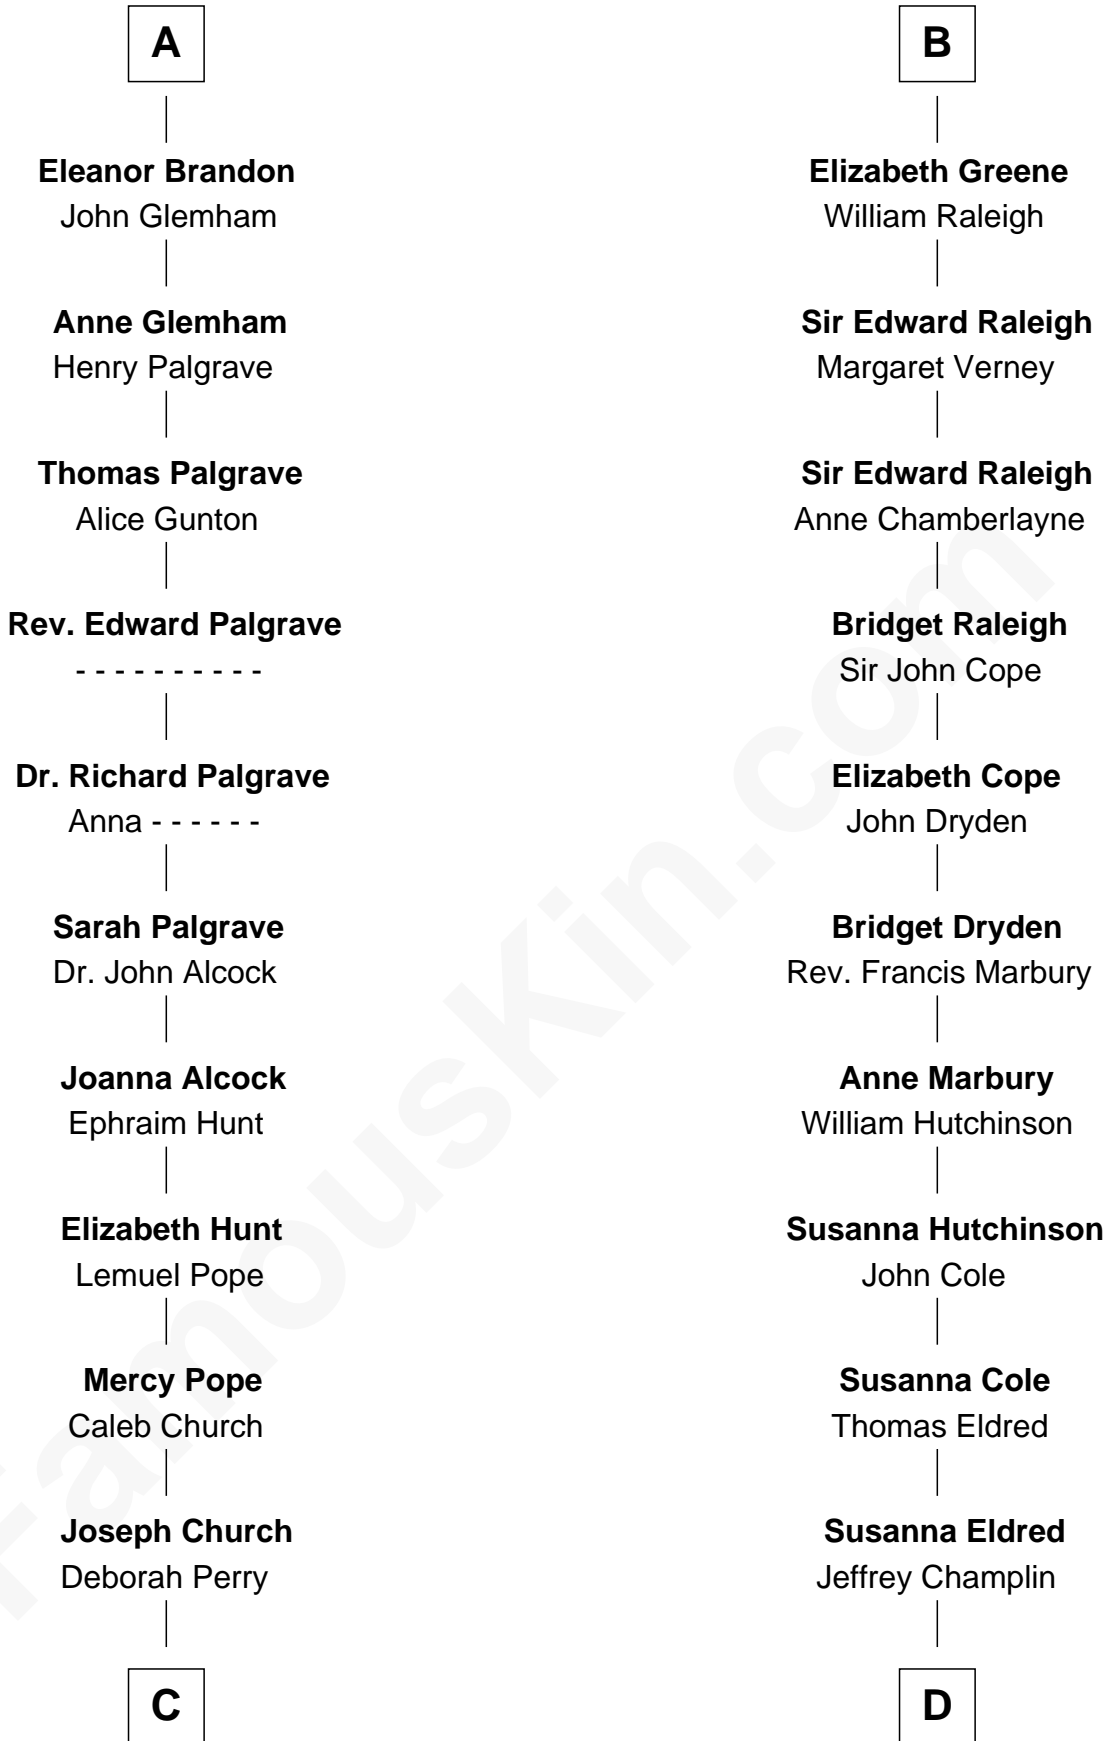 A
Eleanor Brandon
John Glemham
Anne Glemham
Henry Palgrave
Thomas Palgrave
Alice Gunton
Rev. Edward Palgrave
- - - - - - - - - -
Dr. Richard Palgrave
Anna - - - - - -
Sarah Palgrave
Dr. John Alcock
Joanna Alcock
Ephraim Hunt
Elizabeth Hunt
Lemuel Pope
Mercy Pope
Caleb Church
Joseph Church
Deborah Perry
C
B
Elizabeth Greene
William Raleigh
Sir Edward Raleigh
Margaret Verney
Sir Edward Raleigh
Anne Chamberlayne
Bridget Raleigh
Sir John Cope
Elizabeth Cope
John Dryden
Bridget Dryden
Rev. Francis Marbury
Anne Marbury
William Hutchinson
Susanna Hutchinson
John Cole
Susanna Cole
Thomas Eldred
Susanna Eldred
Jeffrey Champlin
D
FamousKin.com